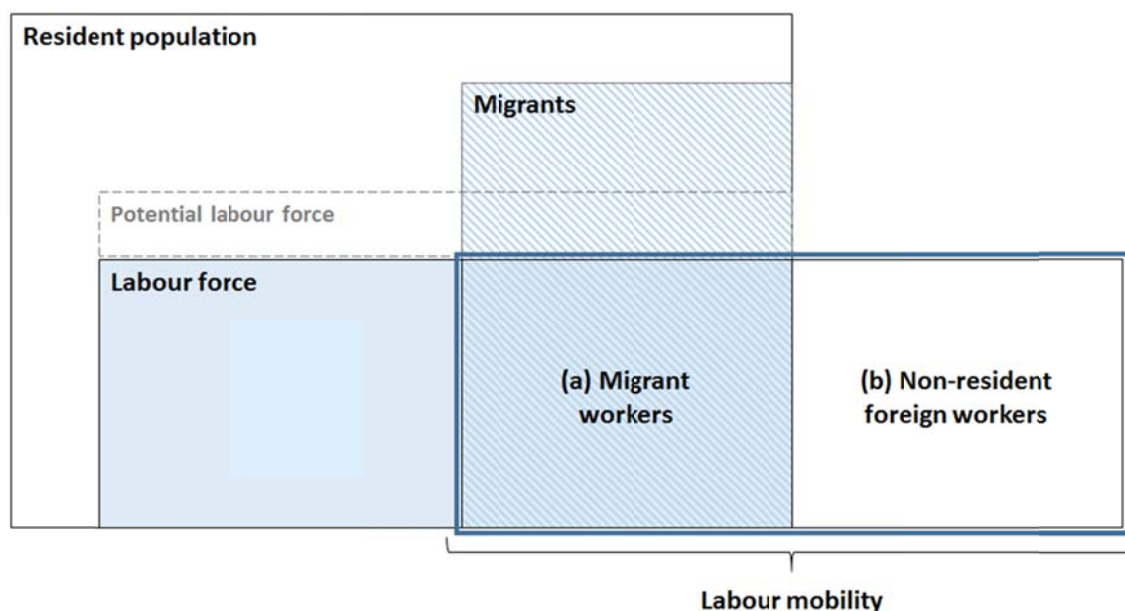 Resident population
Migrants
Potential labour force
Labour force
(a) Migrant
workers
(b) Non-resident
foreign workers
Labour mobility